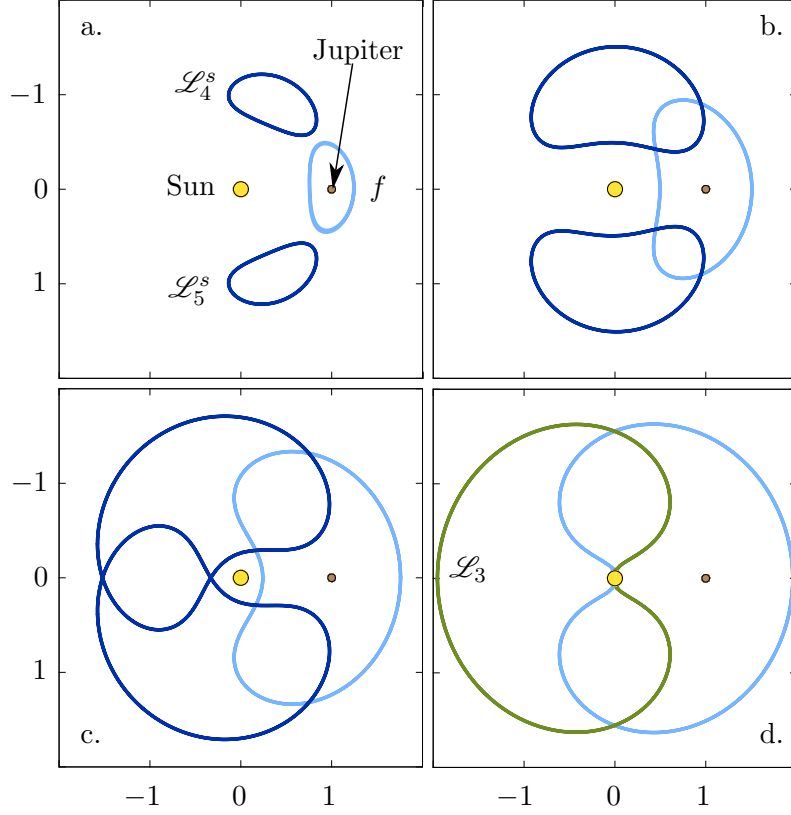 a.
b.
Jupiter
ℒ₄ˢ
−1
Sun
f
0
ℒ₅ˢ
1
−1
0
ℒ₃
1
c.
d.
−1 0 1 −1 0 1